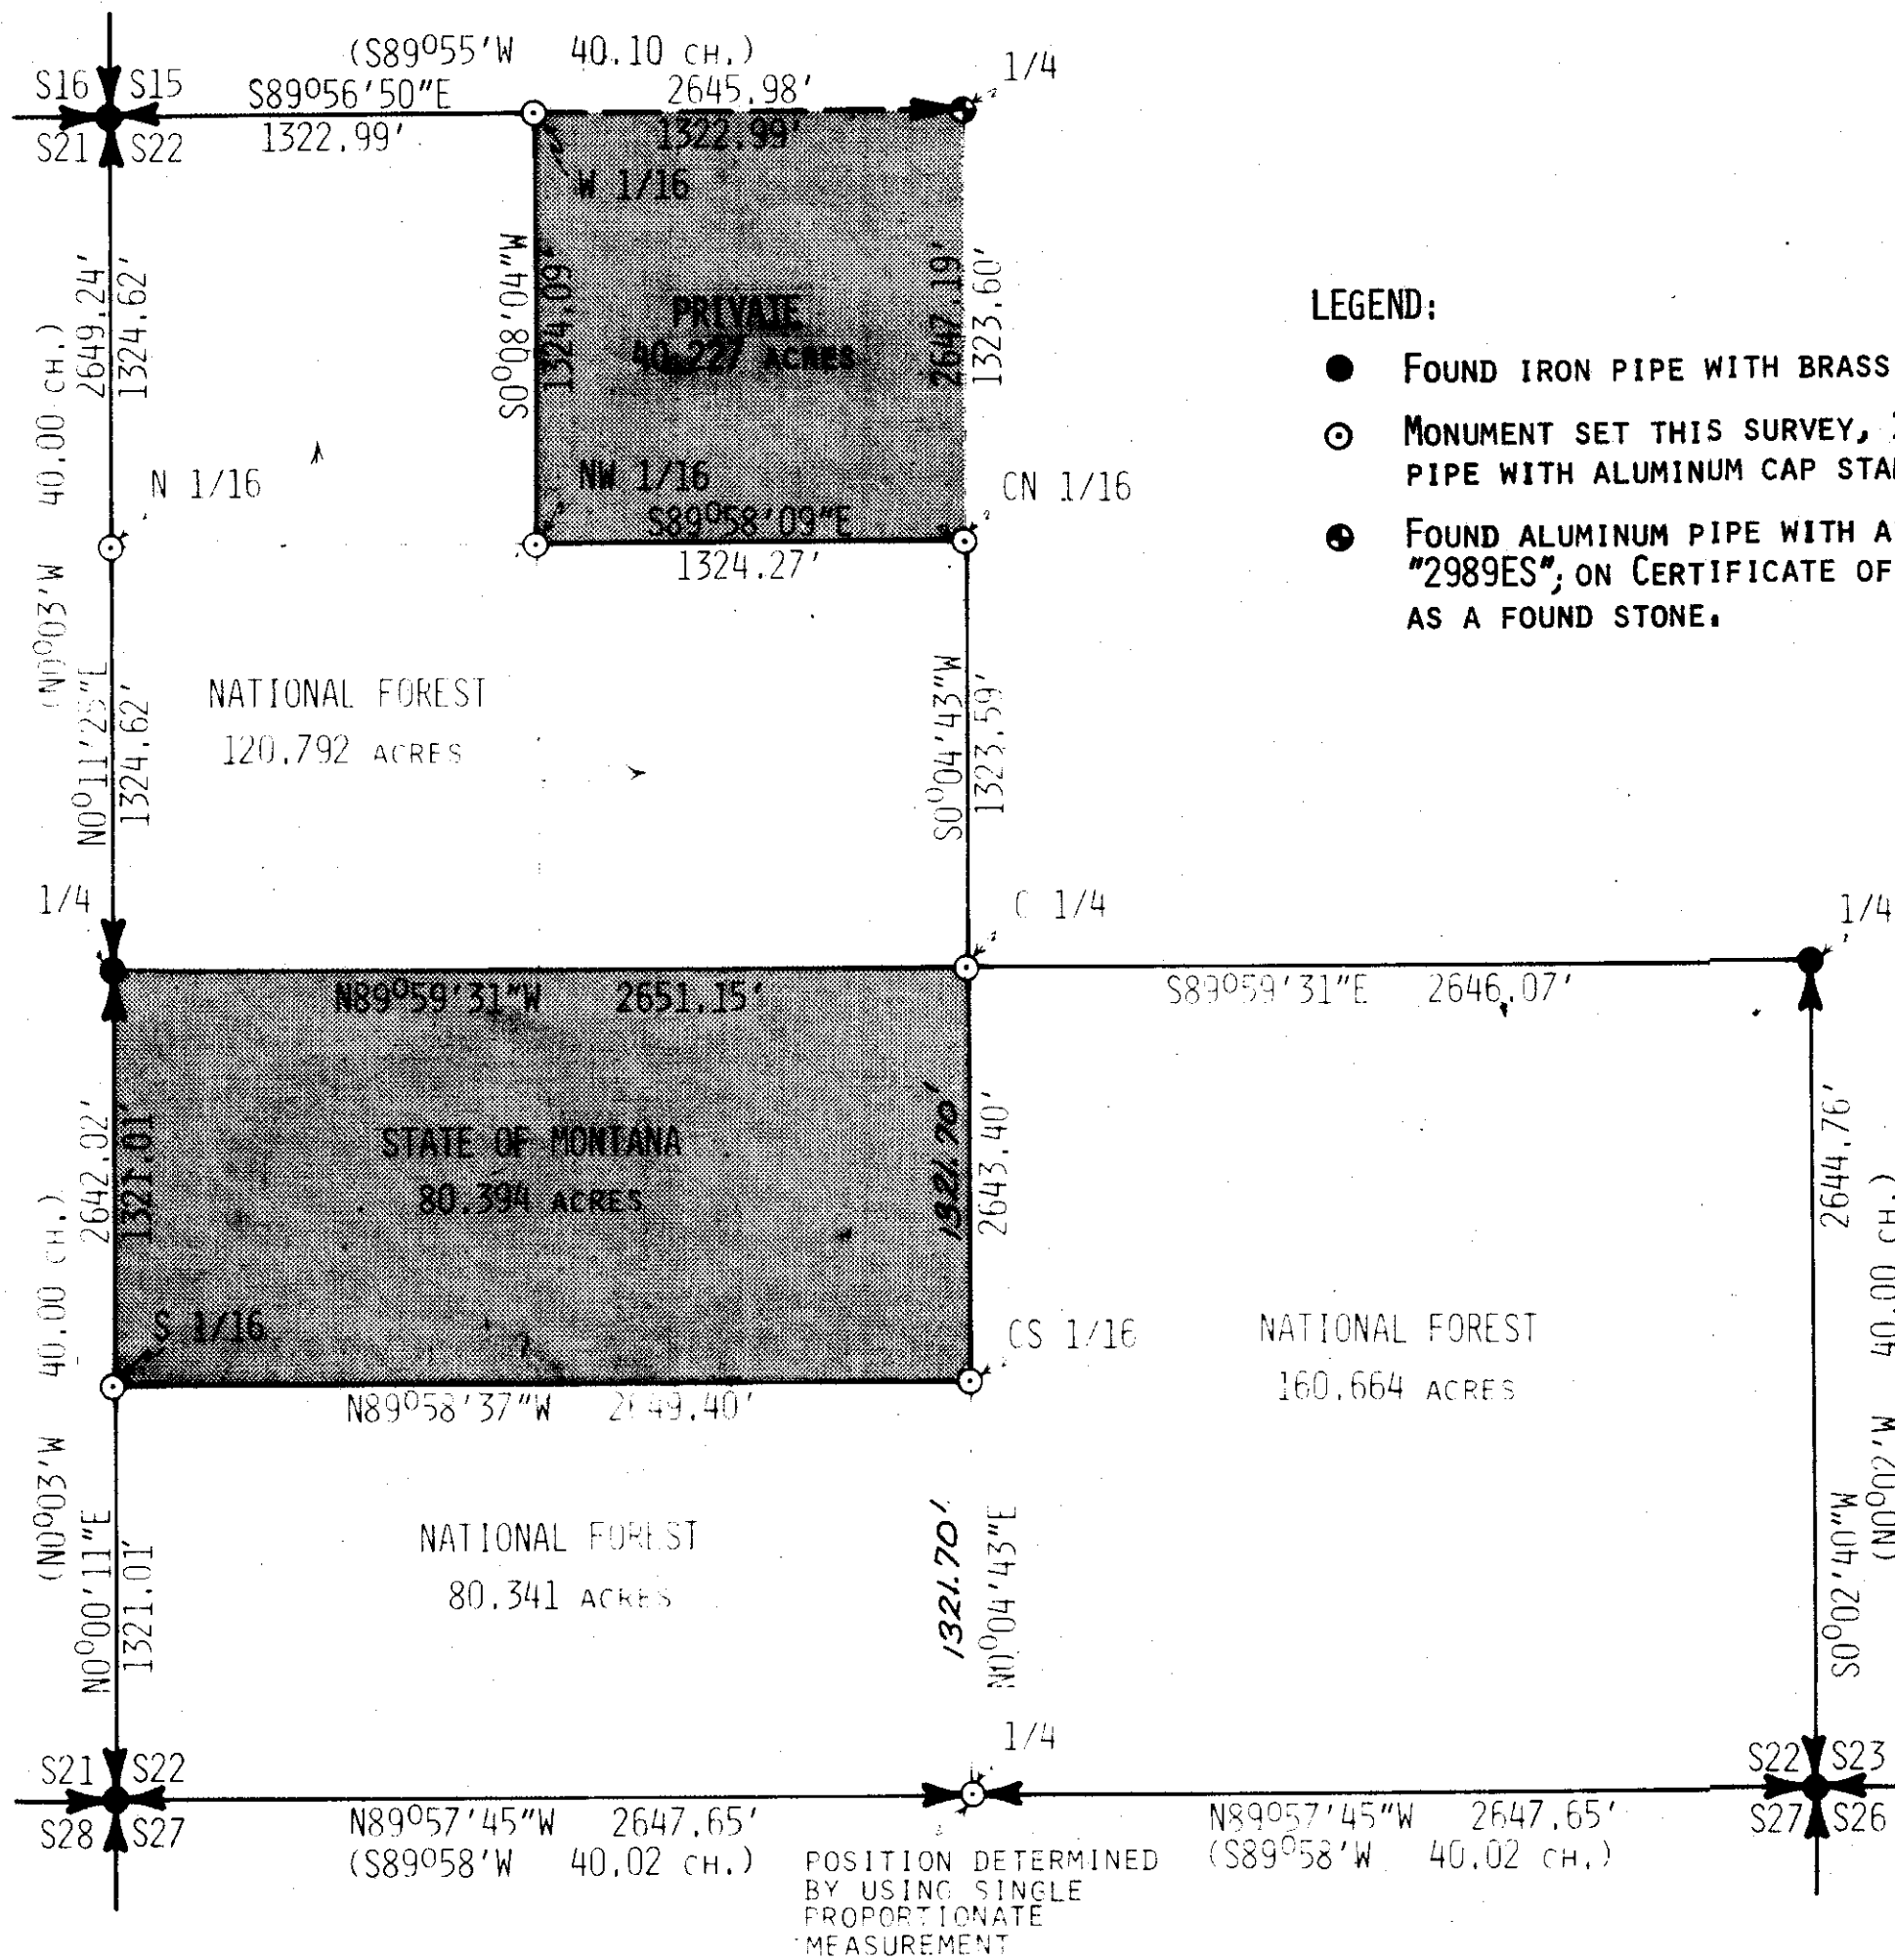 (S89°55'W 40.10 CH.)
S89°56'50"E 2645.98'
1322.99' 1322.99'
1/4
S16 S15
S21 S22
W 1/16
S0°08'04"W
1324.09'
PRIVATE
40.227 ACRES
2647.19'
1323.60'
(N0°03'W 40.00 CH.)
2649.24'
1324.62'
N 1/16
NW 1/16
S89°58'09"E
1324.27'
CN 1/16
LEGEND:
FOUND IRON PIPE WITH BRASS
MONUMENT SET THIS SURVEY,
PIPE WITH ALUMINUM CAP
FOUND ALUMINUM PIPE WITH
"2989ES"; ON CERTIFICATE OF
AS A FOUND STONE.
NATIONAL FOREST
120.792 ACRES
1324.62'
S0°04'43"W
1323.59'
1/4
C 1/4
1/4
N89°59'31"W 2651.15'
S89°59'31"E 2646.07'
2642.02'
1321.01'
STATE OF MONTANA
80.394 ACRES
1321.70'
2643.40'
2644.76'
(N0°03'W 40.00 CH.)
S 1/16
CS 1/16
N89°58'37"W 2649.40'
NATIONAL FOREST
160.664 ACRES
(N0°02'W 40.00 CH.)
N0°00'11"E
1321.01'
NATIONAL FOREST
80.341 ACRES
1321.70'
N0°04'43"E
S0°02'40"W
S21 S22
S28 S27
1/4
S22 S23
S27 S26
N89°57'45"W 2647.65'
(S89°58'W 40.02 CH.)
N89°57'45"W 2647.65'
(S89°58'W 40.02 CH.)
POSITION DETERMINED
BY USING SINGLE
PROPORTIONATE
MEASUREMENT